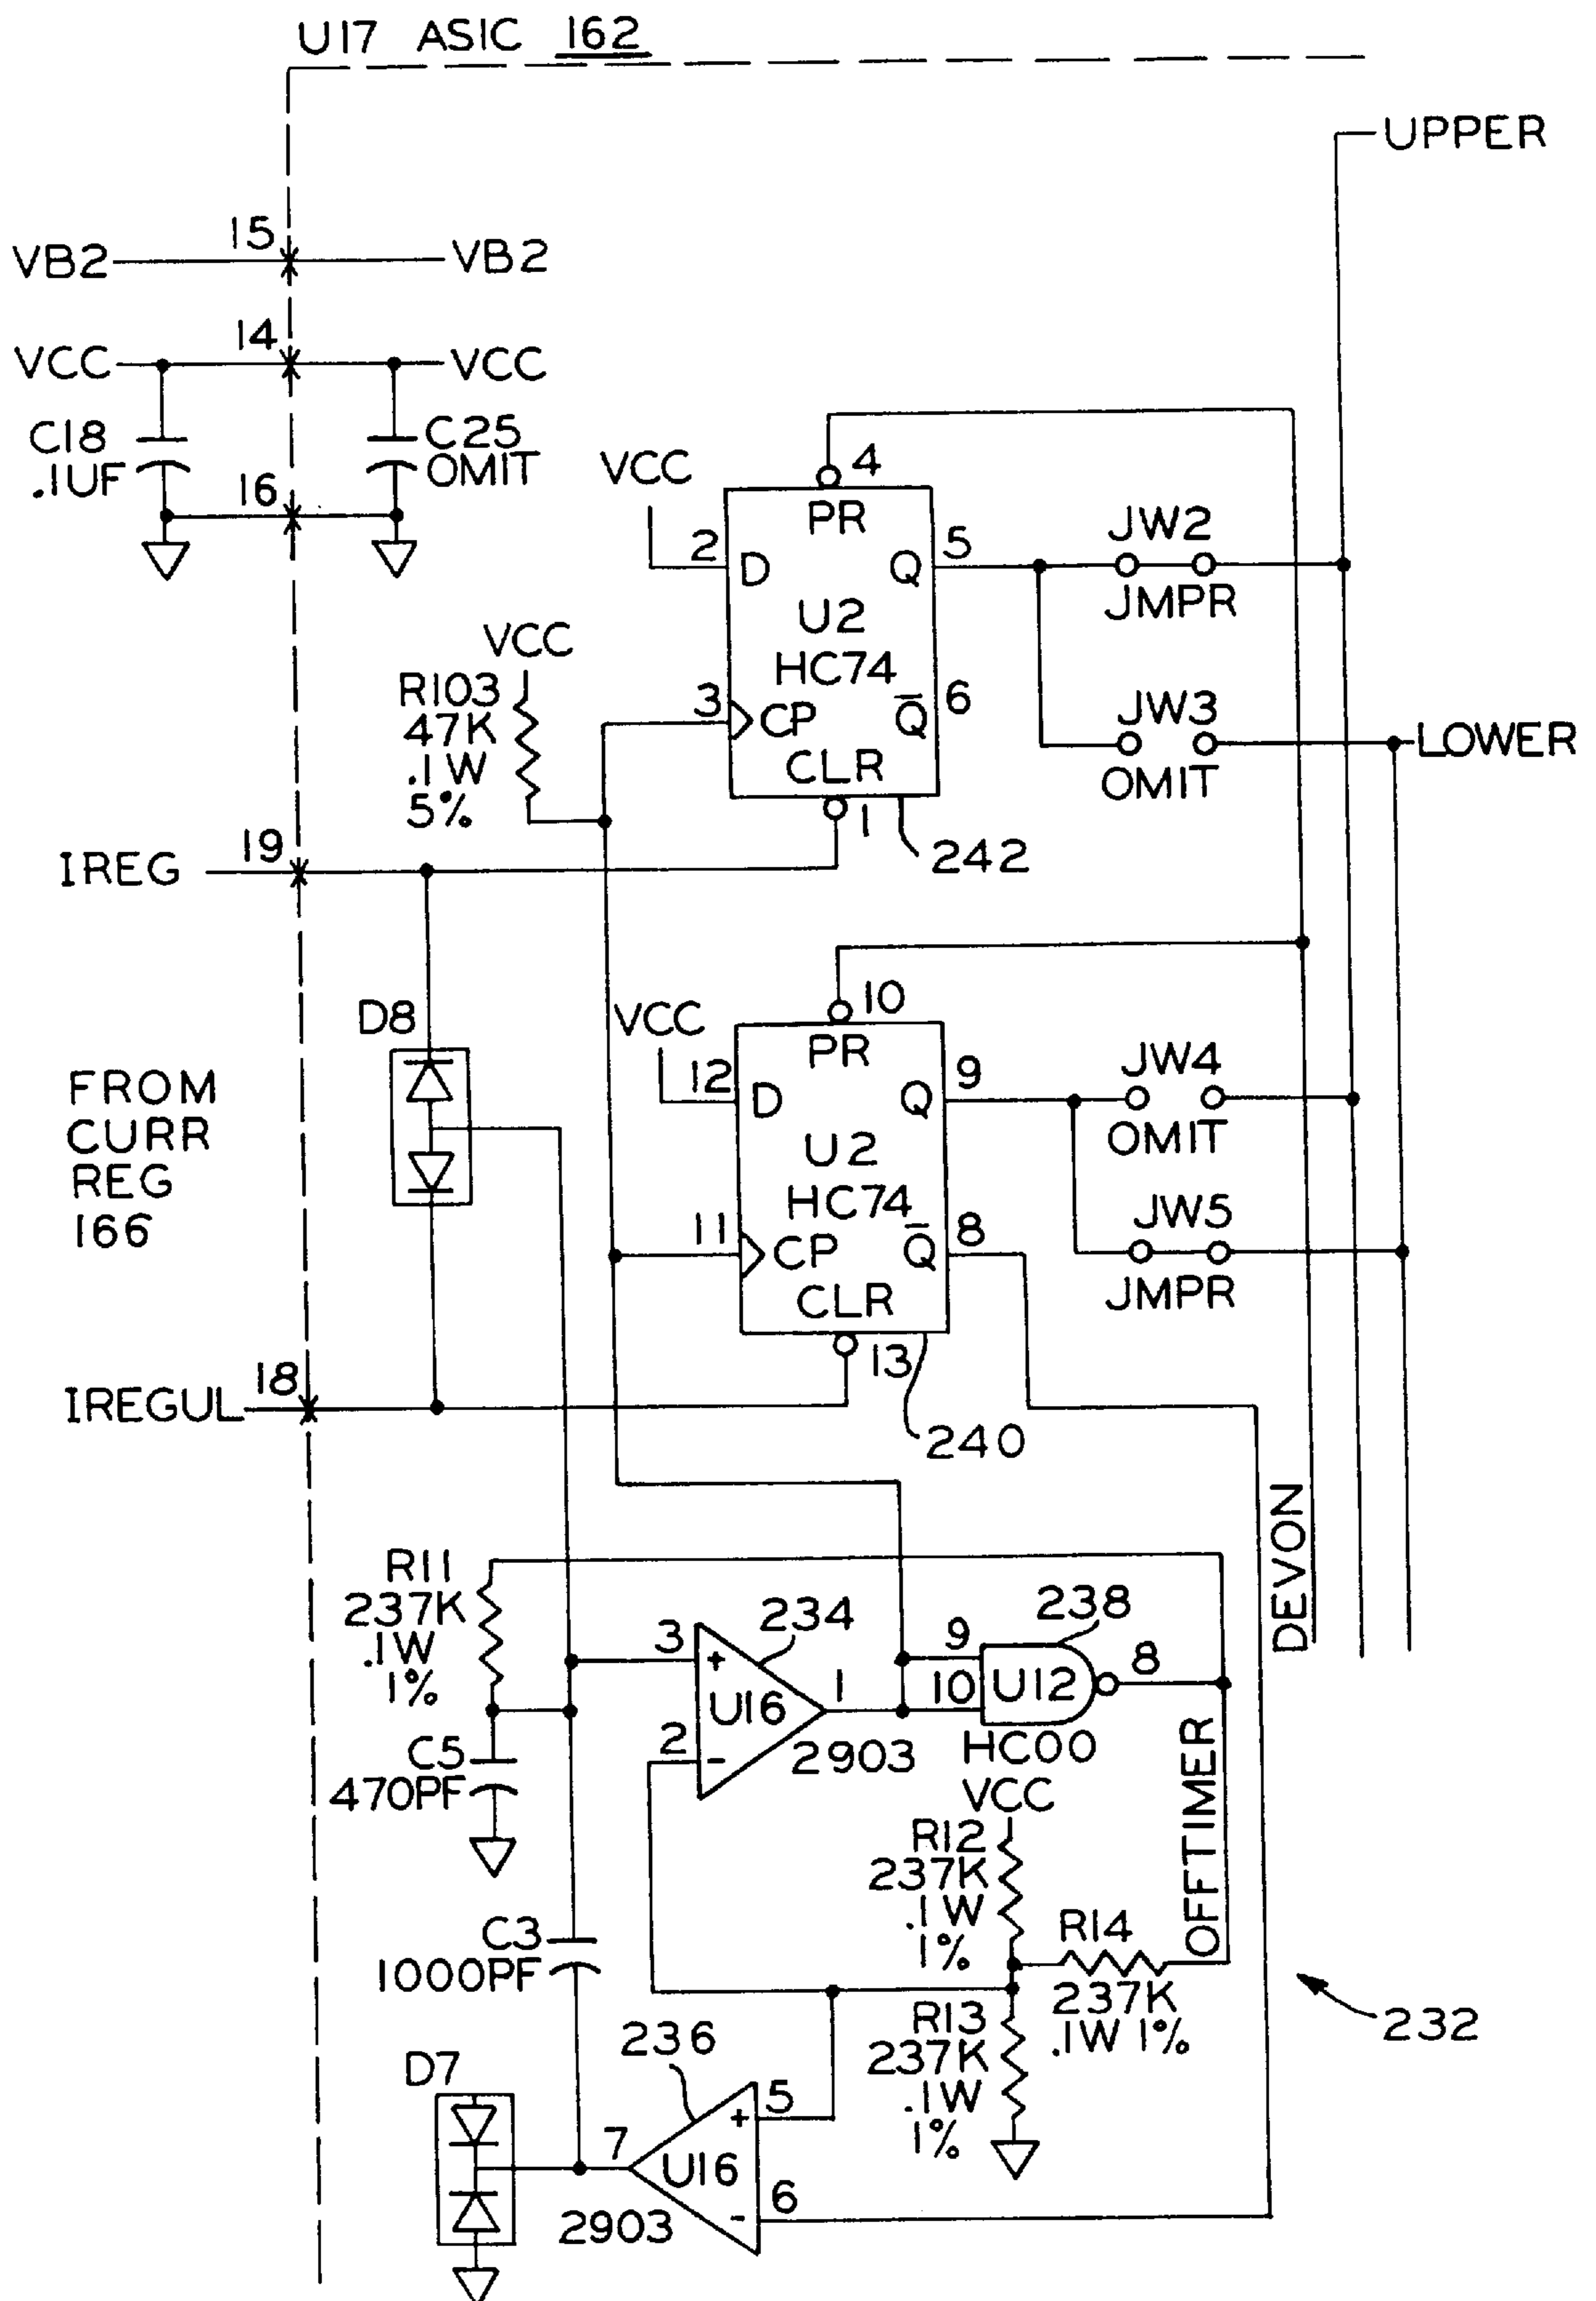 U17 ASIC 162
UPPER
15
VB2
VB2
14
VCC
VCC
C18
.1UF
C25
OMIT
16
VCC
4
PR
2
D
Q
5
U2
HC74
3
CP
Q̅
6
CLR
1
242
JW2
JMPR
JW3
OMIT
LOWER
VCC
R103
47K
.1W
5%
19
IREG
D8
FROM
CURR
REG
166
VCC
10
PR
12
D
Q
9
U2
HC74
11
CP
Q̅
8
CLR
13
240
JW4
OMIT
JW5
JMPR
18
IREGUL
DEVON
R11
237K
.1W
1%
234
3
+
U16
1
2
-
2903
238
9
10
U12
8
HC00
C5
470PF
VCC
R12
237K
.1W
1%
OFFTIMER
R14
237K
.1W 1%
C3
1000PF
R13
237K
.1W
1%
232
236
D7
5
+
7
U16
6
-
2903